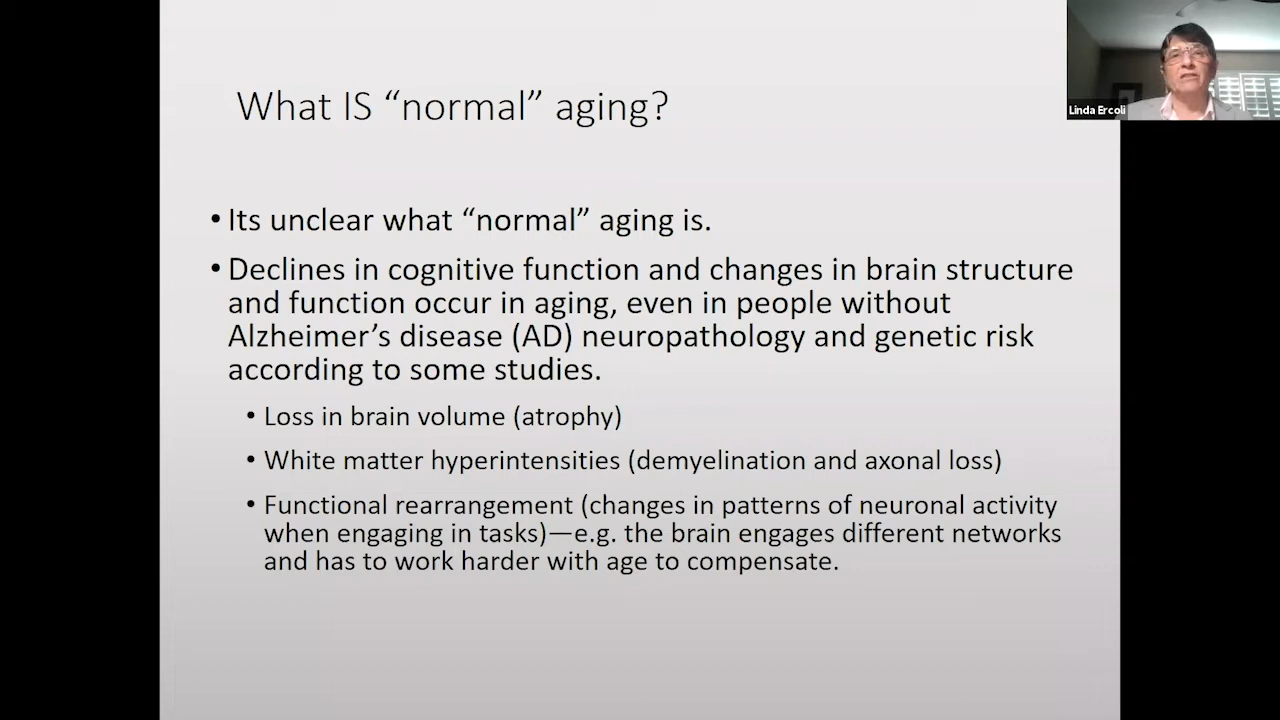 What IS “normal” aging?
Linda Ercoli
• Its unclear what “normal” aging is.
• Declines in cognitive function and changes in brain structure
and function occur in aging, even in people without
Alzheimer’s disease (AD) neuropathology and genetic risk
according to some studies.
• Loss in brain volume (atrophy)
• White matter hyperintensities (demyelination and axonal loss)
• Functional rearrangement (changes in patterns of neuronal activity
when engaging in tasks)—e.g. the brain engages different networks
and has to work harder with age to compensate.